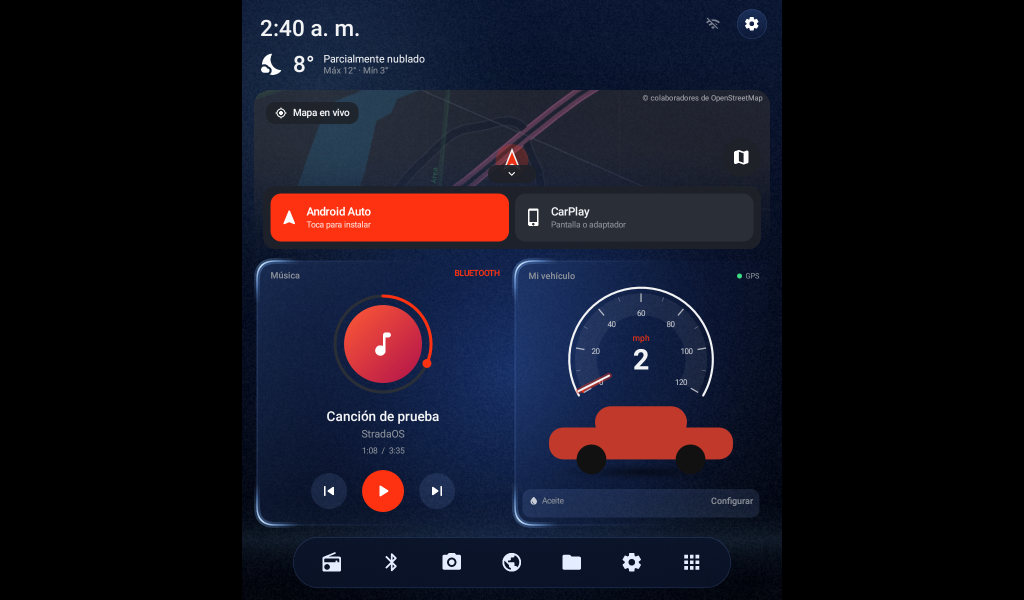 2:40 a. m.
8°
Parcialmente nublado
Máx 12° · Mín 3°
© colaboradores de OpenStreetMap
Mapa en vivo
Android Auto
Toca para instalar
CarPlay
Pantalla o adaptador
Música
BLUETOOTH
Canción de prueba
StradaOS
1:08 / 3:35
Mi vehículo
GPS
0
20
40
60
80
100
120
mph
2
Aceite
Configurar